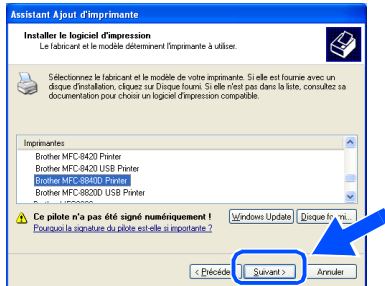 Assistant Ajout d'imprimante
Installer le logiciel d'impression
Le fabricant et le modèle déterminent l'imprimante à utiliser.
Sélectionnez le fabricant et le modèle de votre imprimante. Si elle est fournie avec un
disque d'installation, cliquez sur Disque fourni. Si elle n'est pas dans la liste, consultez sa
documentation pour choisir un logiciel d'impression compatible.
Imprimantes
Brother MFC-8420 Printer
Brother MFC-8420 USB Printer
Brother MFC-8840D Printer
Brother MFC-8820D USB Printer
Ce pilote n'a pas été signé numériquement !
Windows Update
Disque
Pourquoi la signature du pilote est-elle si importante ?
Suivant >
Annuler